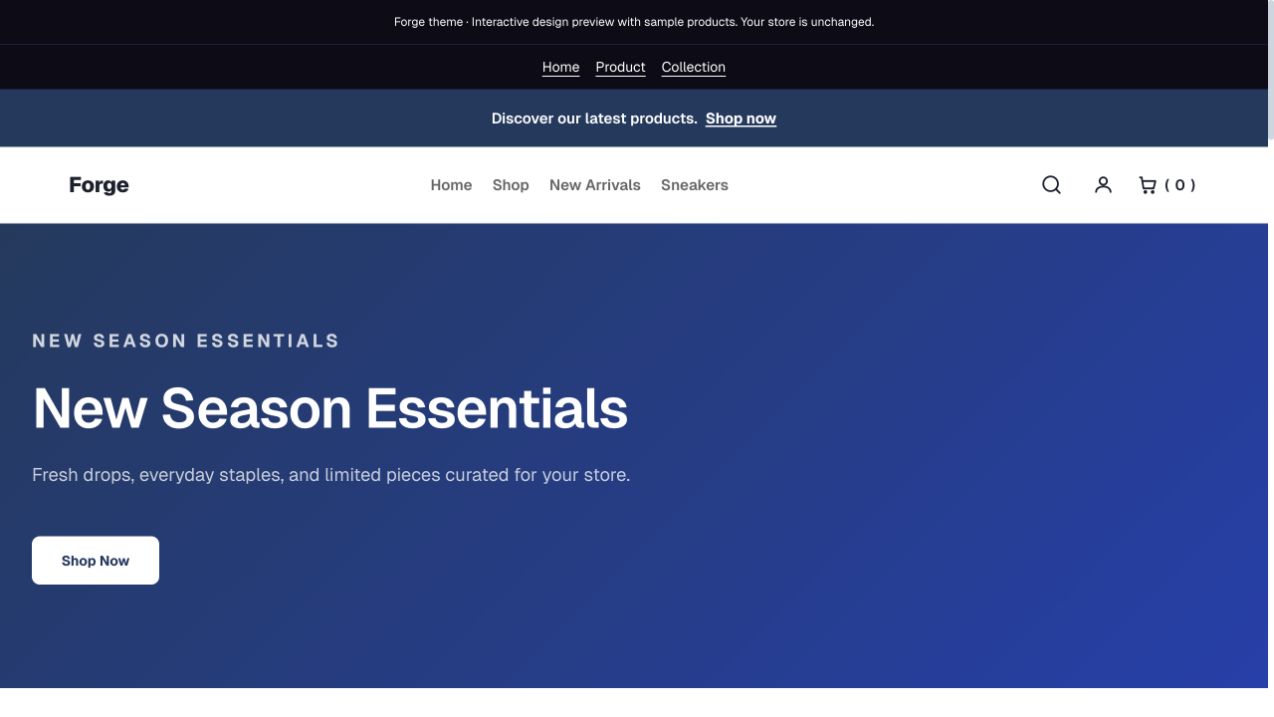 Forge theme · Interactive design preview with sample products. Your store is unchanged.
Home Product Collection
Discover our latest products. Shop now
Forge Home Shop New Arrivals Sneakers ( 0 )
NEW SEASON ESSENTIALS
New Season Essentials
Fresh drops, everyday staples, and limited pieces curated for your store.
Shop Now